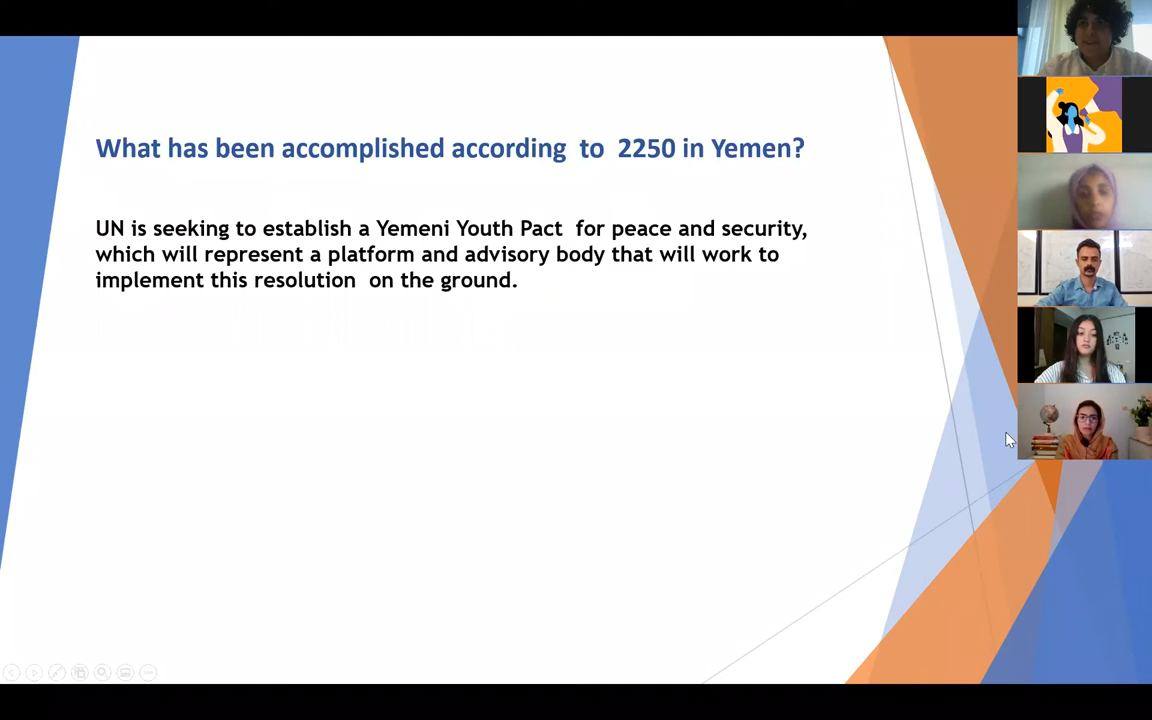 What has been accomplished according  to  2250 in Yemen?
UN is seeking to establish a Yemeni Youth Pact  for peace and security,
which will represent a platform and advisory body that will work to
implement this resolution  on the ground.